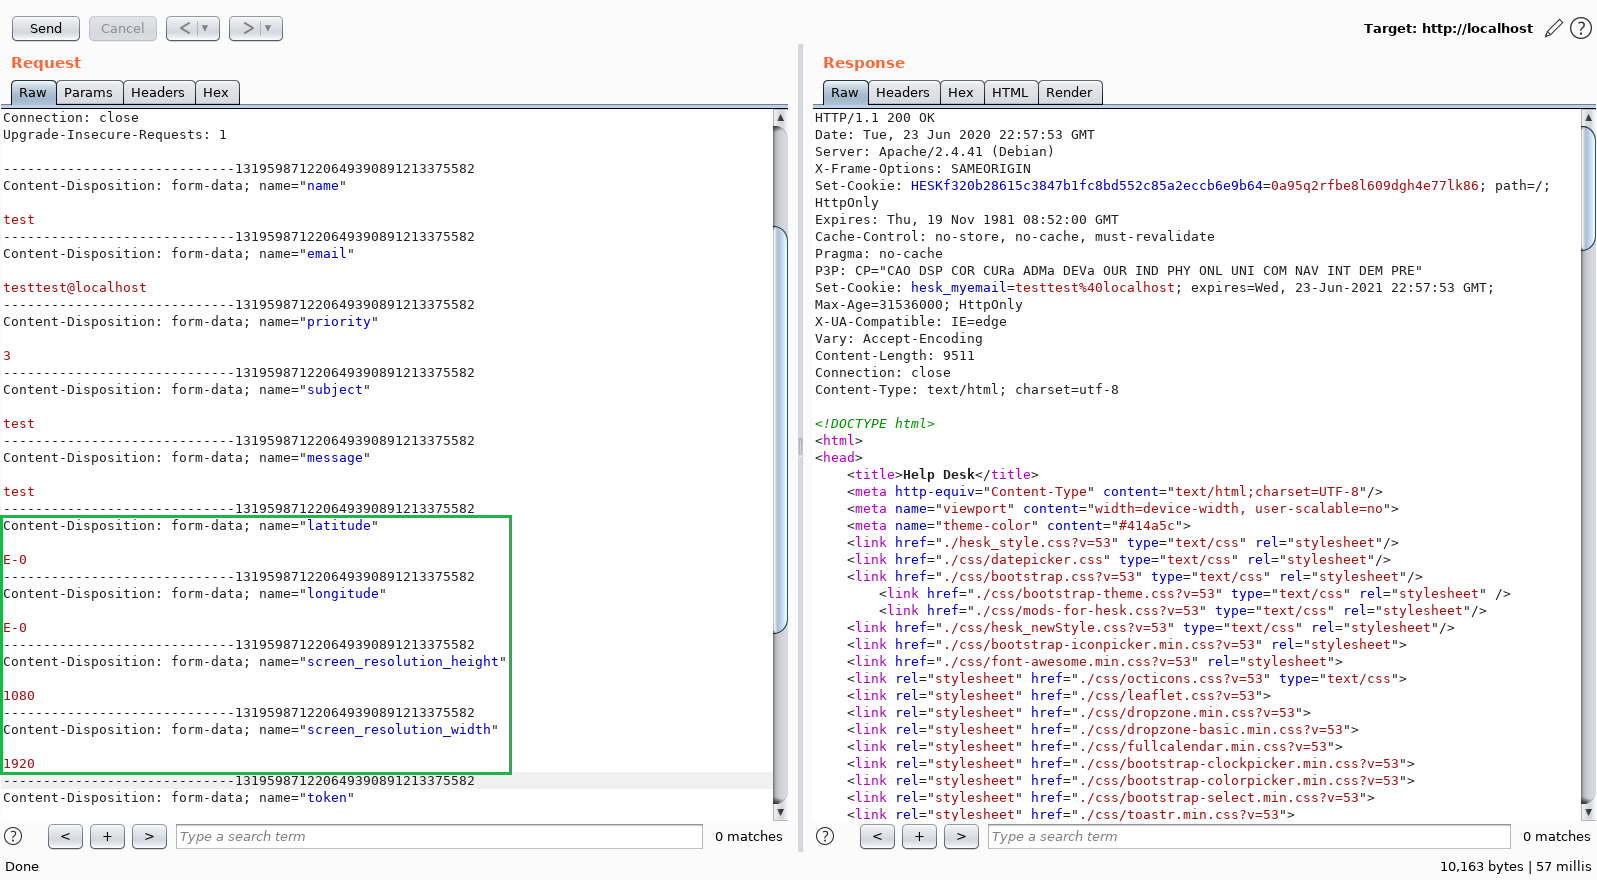 Send Cancel < ▼ > ▼ Target: http://localhost ?
Request
Raw Params Headers Hex
Connection: close
Upgrade-Insecure-Requests: 1
-----------------------------13195987122064939089121337​5582
Content-Disposition: form-data; name="name"
test
-----------------------------131959871220649390891213375582
Content-Disposition: form-data; name="email"
testtest@localhost
-----------------------------131959871220649390891213375582
Content-Disposition: form-data; name="priority"
3
-----------------------------131959871220649390891213375582
Content-Disposition: form-data; name="subject"
test
-----------------------------131959871220649390891213375582
Content-Disposition: form-data; name="message"
test
-----------------------------131959871220649390891213375582
Content-Disposition: form-data; name="latitude"
E-0
-----------------------------131959871220649390891213375582
Content-Disposition: form-data; name="longitude"
E-0
-----------------------------131959871220649390891213375582
Content-Disposition: form-data; name="screen_resolution_height"
1080
-----------------------------131959871220649390891213375582
Content-Disposition: form-data; name="screen_resolution_width"
1920
-----------------------------131959871220649390891213375582
Content-Disposition: form-data; name="token"
? < + > Type a search term 0 matches
Response
Raw Headers Hex HTML Render
HTTP/1.1 200 OK
Date: Tue, 23 Jun 2020 22:57:53 GMT
Server: Apache/2.4.41 (Debian)
X-Frame-Options: SAMEORIGIN
Set-Cookie: HESKf320b28615c3847b1fc8bd552c85a2eccb6e9b64=0a95q2rfbe8l609dgh4e77lk86; path=/;
HttpOnly
Expires: Thu, 19 Nov 1981 08:52:00 GMT
Cache-Control: no-store, no-cache, must-revalidate
Pragma: no-cache
P3P: CP="CAO DSP COR CURa ADMa DEVa OUR IND PHY ONL UNI COM NAV INT DEM PRE"
Set-Cookie: hesk_myemail=testtest%40localhost; expires=Wed, 23-Jun-2021 22:57:53 GMT;
Max-Age=31536000; HttpOnly
X-UA-Compatible: IE=edge
Vary: Accept-Encoding
Content-Length: 9511
Connection: close
Content-Type: text/html; charset=utf-8
<!DOCTYPE html>
<html>
<head>
<title>Help Desk</title>
<meta http-equiv="Content-Type" content="text/html;charset=UTF-8"/>
<meta name="viewport" content="width=device-width, user-scalable=no">
<meta name="theme-color" content="#414a5c">
<link href="./hesk_style.css?v=53" type="text/css" rel="stylesheet"/>
<link href="./css/datepicker.css" type="text/css" rel="stylesheet"/>
<link href="./css/bootstrap.css?v=53" type="text/css" rel="stylesheet"/>
<link href="./css/bootstrap-theme.css?v=53" type="text/css" rel="stylesheet" />
<link href="./css/mods-for-hesk.css?v=53" type="text/css" rel="stylesheet"/>
<link href="./css/hesk_newStyle.css?v=53" type="text/css" rel="stylesheet"/>
<link href="./css/bootstrap-iconpicker.min.css?v=53" rel="stylesheet">
<link href="./css/font-awesome.min.css?v=53" rel="stylesheet">
<link rel="stylesheet" href="./css/octicons.css?v=53" type="text/css">
<link rel="stylesheet" href="./css/leaflet.css?v=53">
<link rel="stylesheet" href="./css/dropzone.min.css?v=53">
<link rel="stylesheet" href="./css/dropzone-basic.min.css?v=53">
<link rel="stylesheet" href="./css/fullcalendar.min.css?v=53">
<link rel="stylesheet" href="./css/bootstrap-clockpicker.min.css?v=53">
<link rel="stylesheet" href="./css/bootstrap-colorpicker.min.css?v=53">
<link rel="stylesheet" href="./css/bootstrap-select.min.css?v=53">
<link rel="stylesheet" href="./css/toastr.min.css?v=53">
? < + > Type a search term 0 matches
Done 10,163 bytes | 57 millis